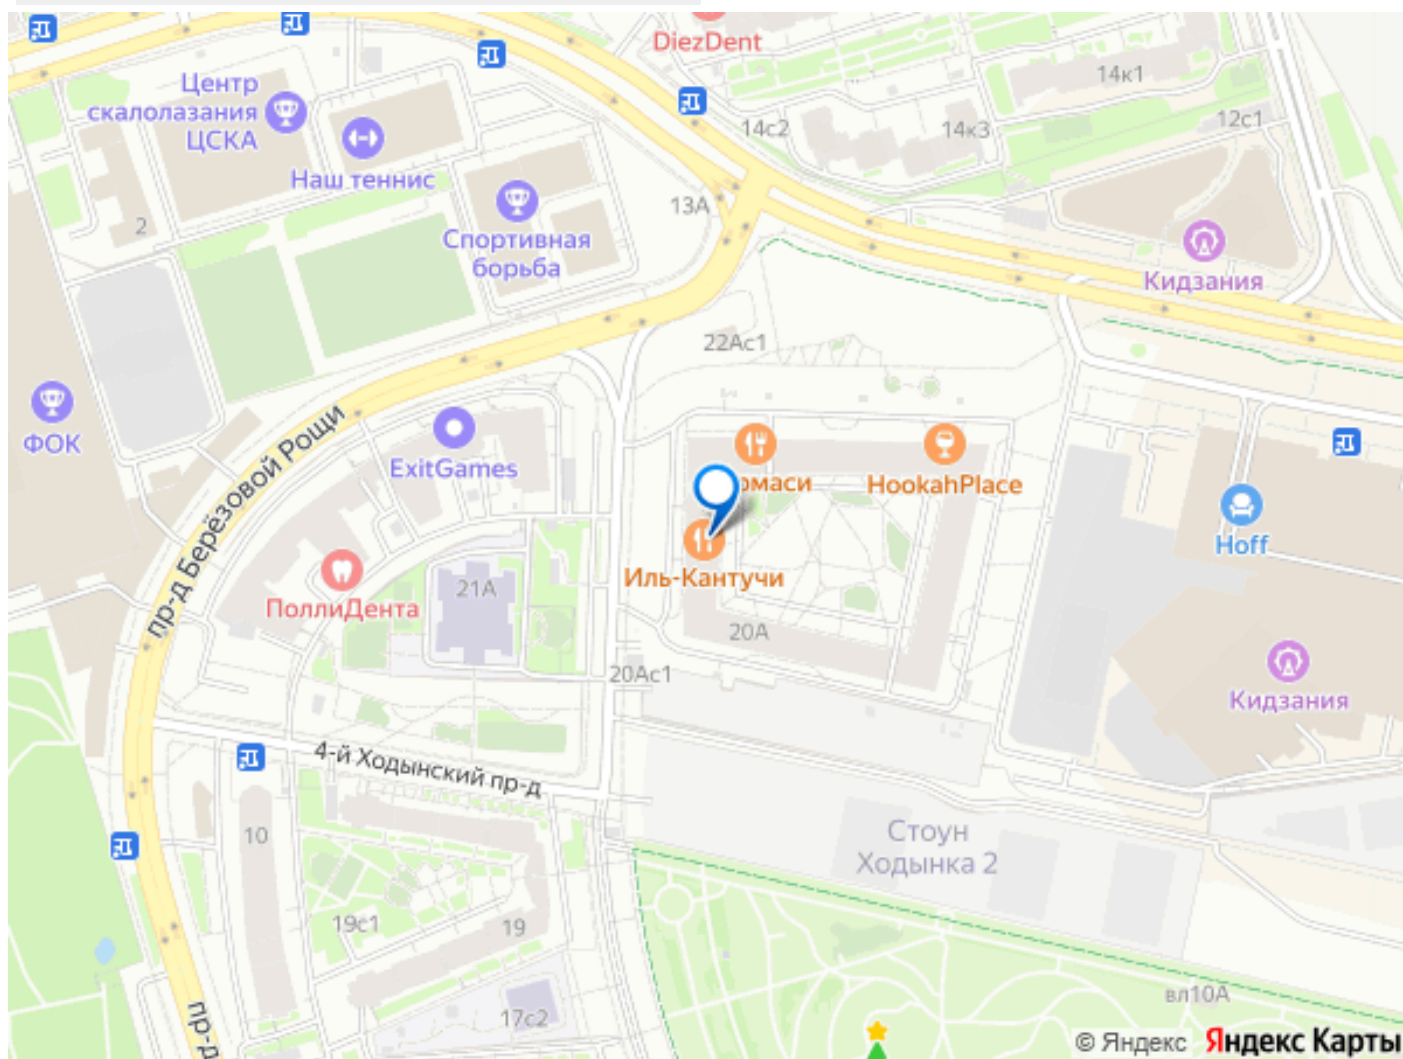 DiezDent
14к1
Центр
скалолазания
ЦСКА
14с2
14к3
12с1
Наш теннис
13А
2
Спортивная
борьба
Кидзания
22Ас1
ФОК
ExitGames
пр-д Берёзовой Рощи
HookahPlace
Hoff
Иль-Кантучи
21А
ПоллиДента
20А
20Ас1
Кидзания
4-й Ходынский пр-д
10
Стоун
Ходынка 2
19с1
19
17с2
вл10А
пр-д
© Яндекс Яндекс Карты